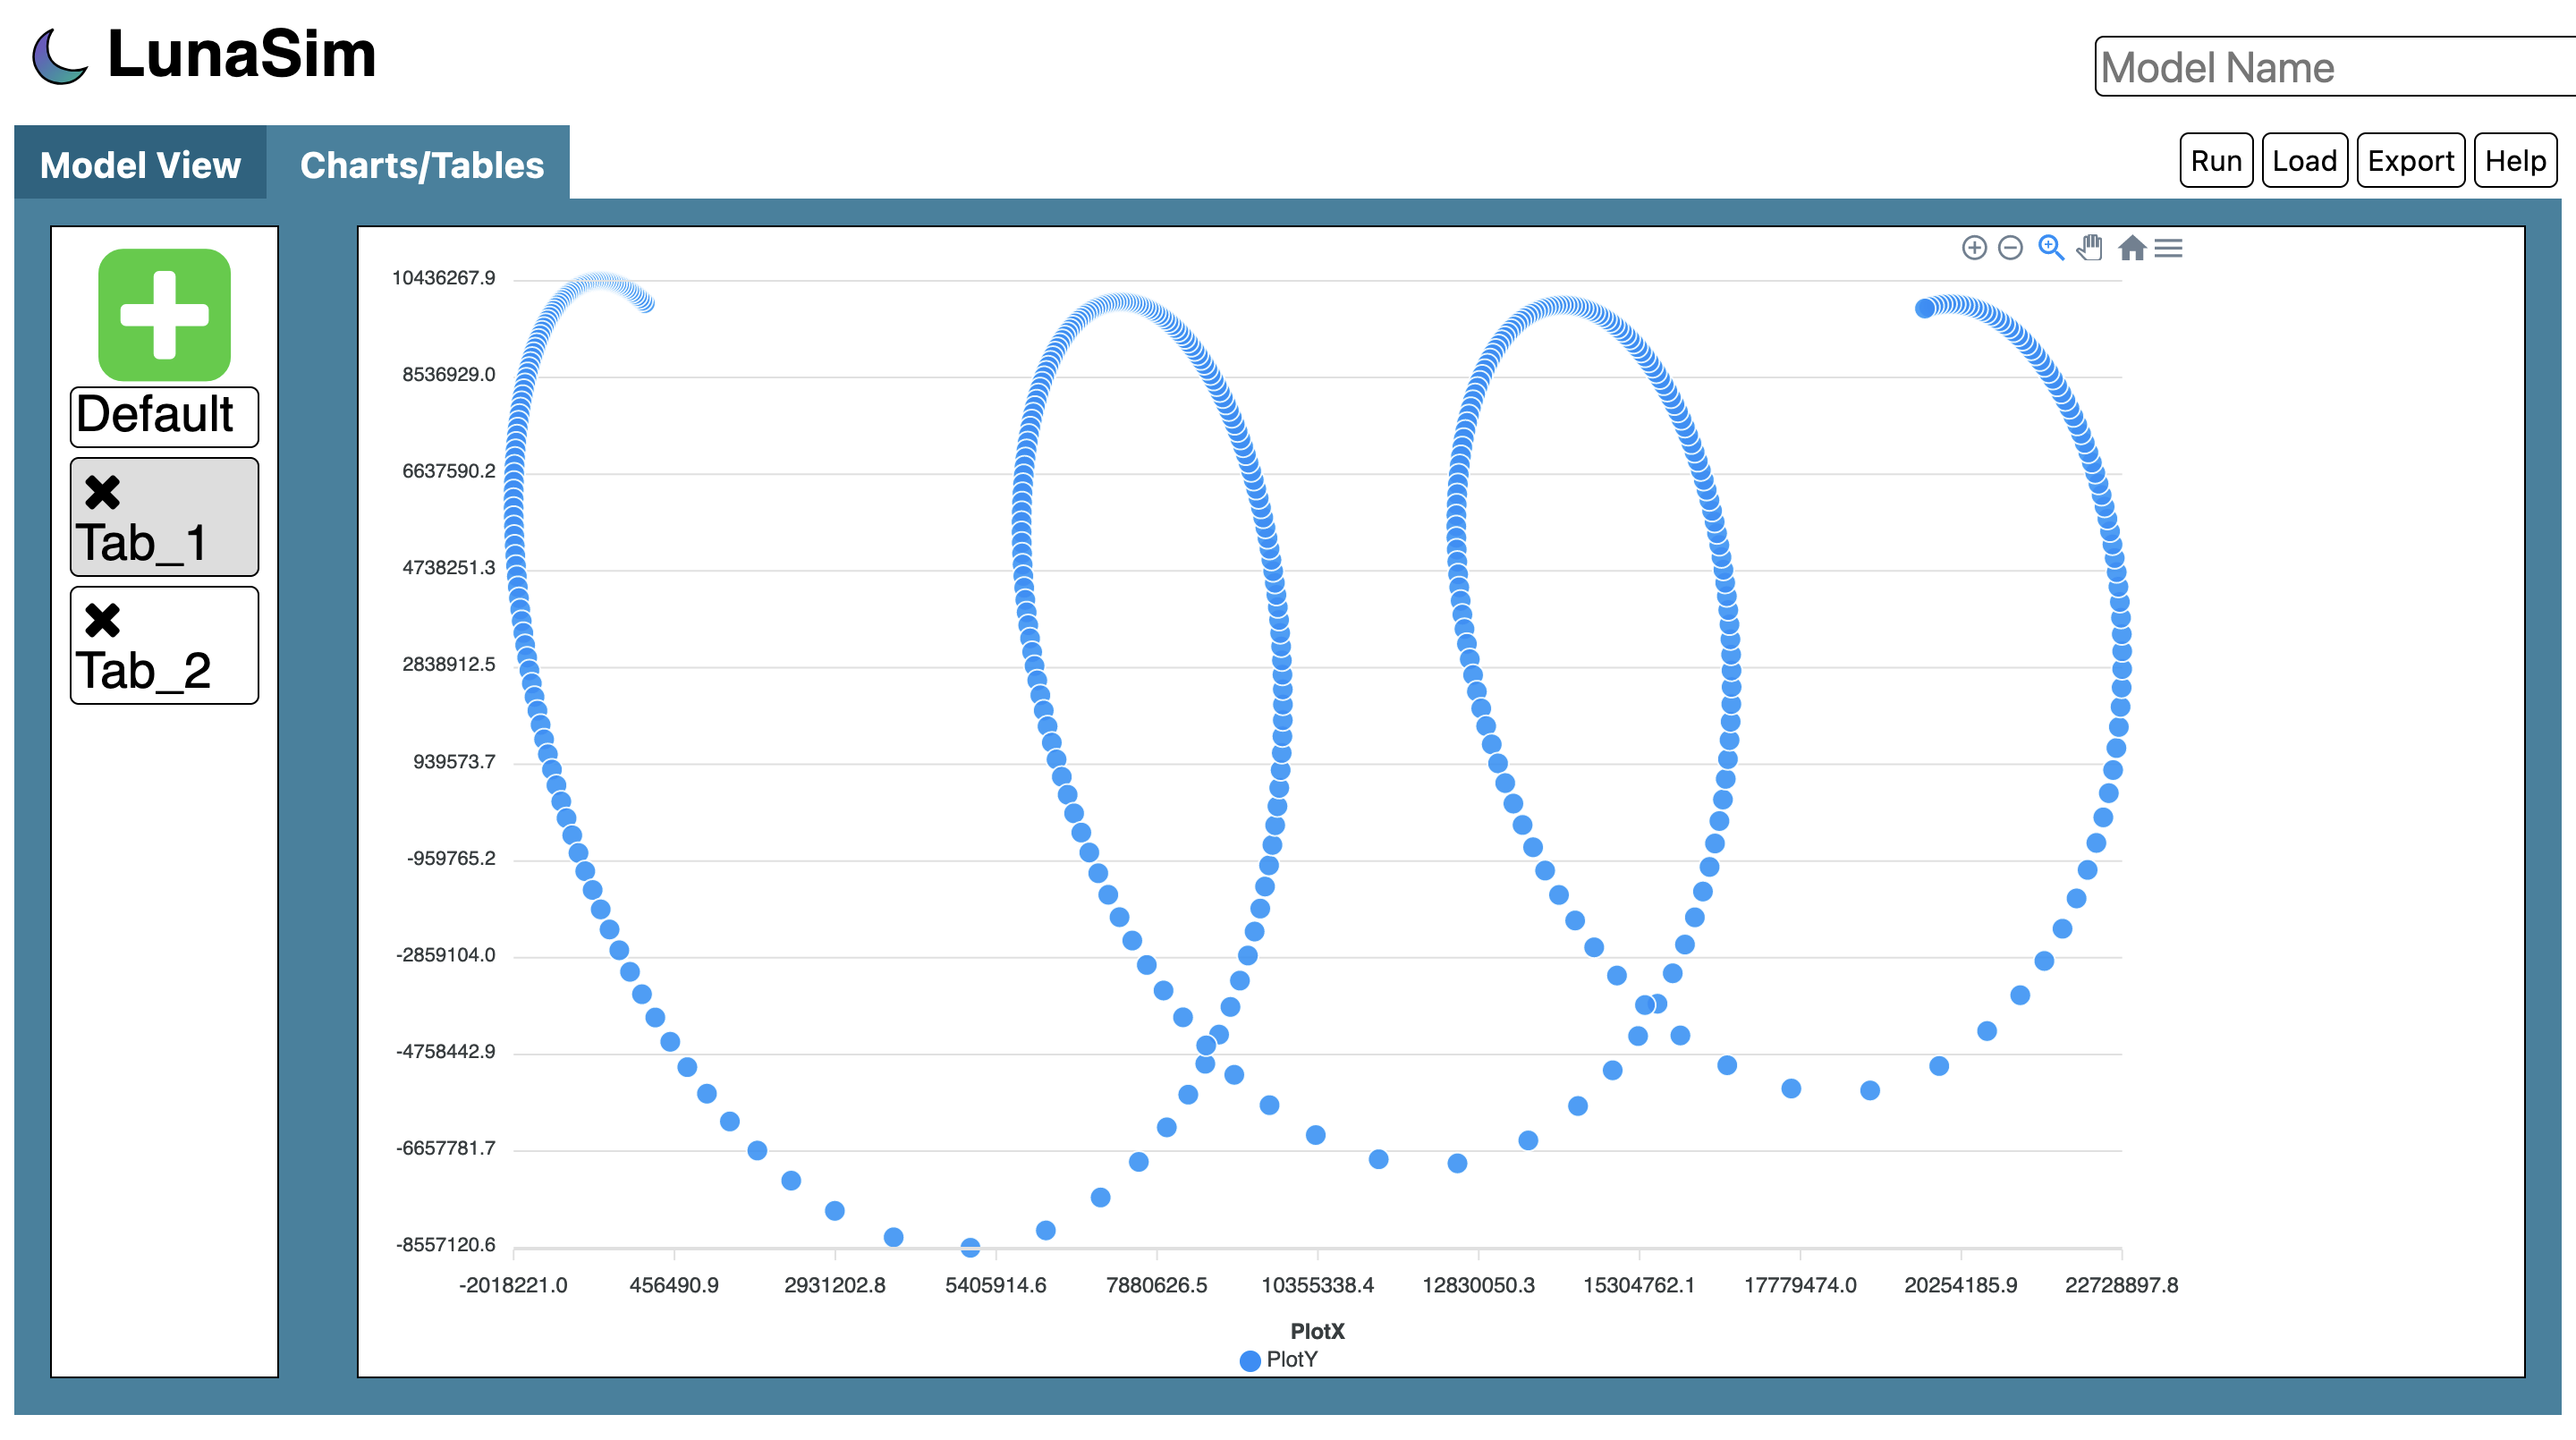 LunaSim
Model Name
Model View
Charts/Tables
Run
Load
Export
Help
Default
Tab_1
Tab_2
10436267.9
8536929.0
6637590.2
4738251.3
2838912.5
939573.7
-959765.2
-2859104.0
-4758442.9
-6657781.7
-8557120.6
-2018221.0 456490.9 2931202.8 5405914.6 7880626.5 10355338.4 12830050.3 15304762.1 17779474.0 20254185.9 22728897.8
PlotX
PlotY